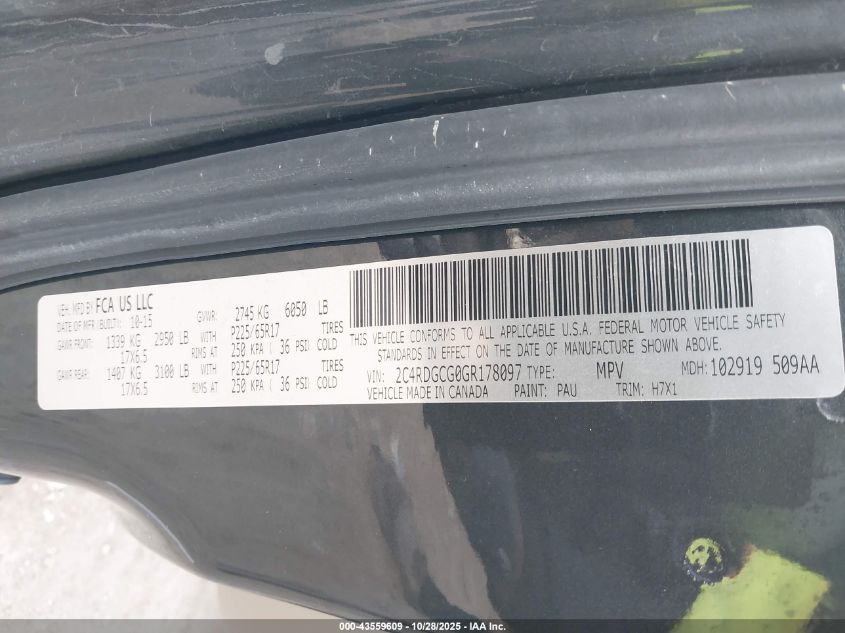 VEH. MFD BY FCA US LLC
DATE OF MFR (BUILT): 10-15 GVWR: 2745 KG 6050 LB
GAWR FRONT: 1339 KG 2950 LB WITH P225/65R17 TIRES
17X6.5 RIMS AT 250 KPA ( 36 PSI) COLD
GAWR REAR: 1407 KG 3100 LB WITH P225/65R17 TIRES
17X6.5 RIMS AT 250 KPA ( 36 PSI) COLD
THIS VEHICLE CONFORMS TO ALL APPLICABLE U.S.A. FEDERAL MOTOR VEHICLE SAFETY
STANDARDS IN EFFECT ON THE DATE OF MANUFACTURE SHOWN ABOVE.
VIN: 2C4RDGCG0GR178097 TYPE: MPV MDH: 102919 509AA
VEHICLE MADE IN CANADA PAINT: PAU TRIM: H7X1
000-43559609 - 10/28/2025 - IAA Inc.